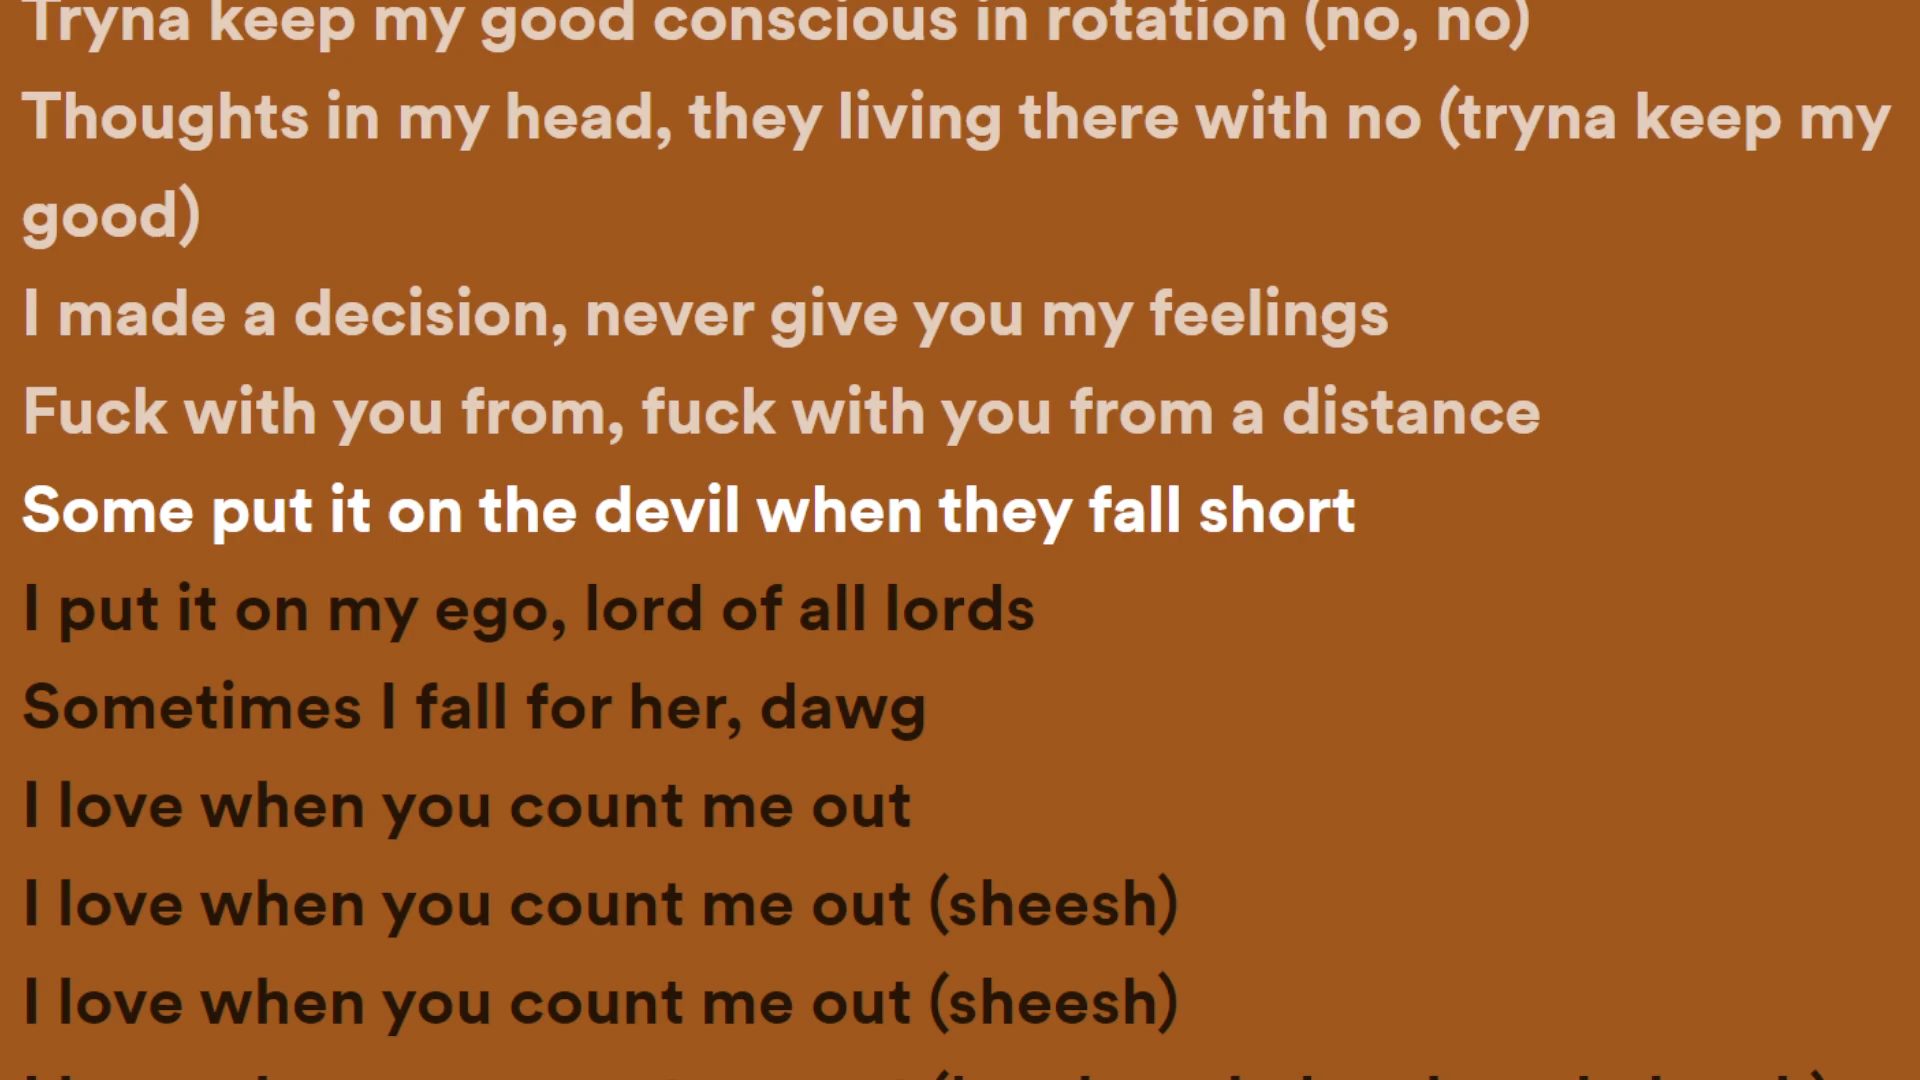 Tryna keep my good conscious in rotation (no, no)
Thoughts in my head, they living there with no (tryna keep my
good)
I made a decision, never give you my feelings
Fuck with you from, fuck with you from a distance
Some put it on the devil when they fall short
I put it on my ego, lord of all lords
Sometimes I fall for her, dawg
I love when you count me out
I love when you count me out (sheesh)
I love when you count me out (sheesh)